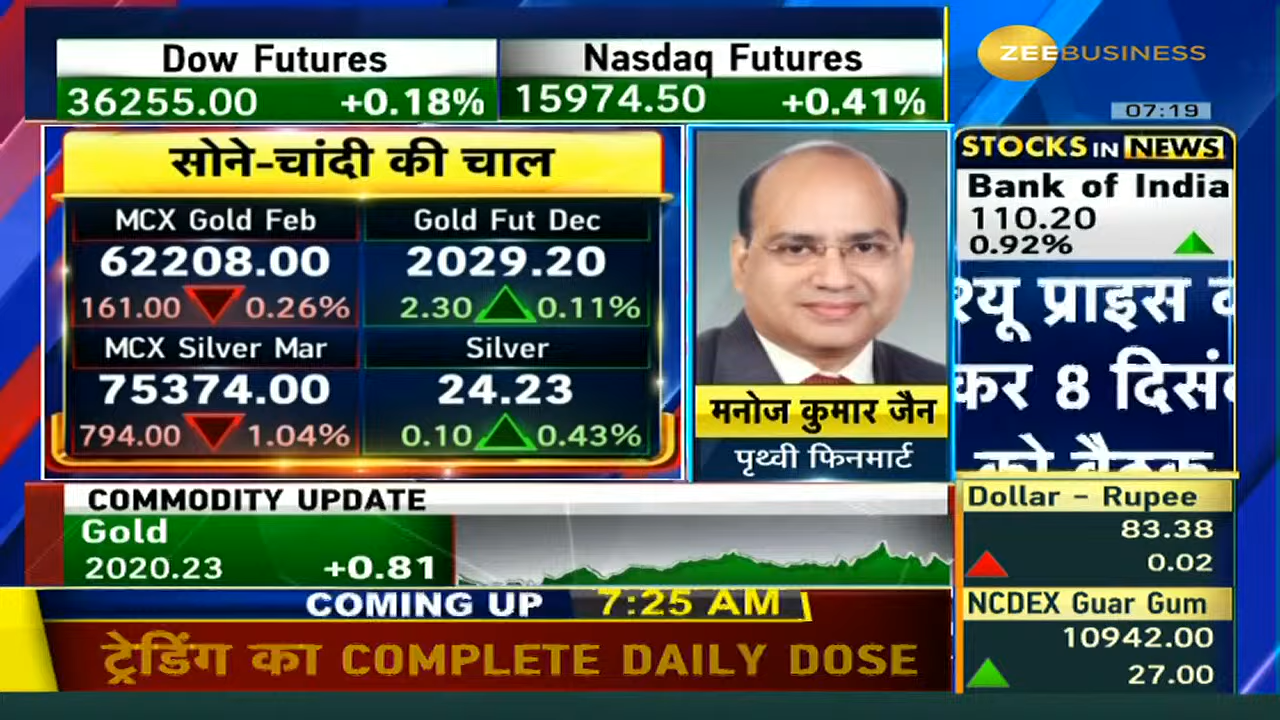 Dow Futures
36255.00 +0.18%
Nasdaq Futures
15974.50 +0.41%
ZEEBUSINESS
07:19
सोने-चांदी की चाल
MCX Gold Feb
62208.00
161.00 0.26%
Gold Fut Dec
2029.20
2.30 0.11%
MCX Silver Mar
75374.00
794.00 1.04%
Silver
24.23
0.10 0.43%
मनोज कुमार जैन
पृथ्वी फिनमार्ट
STOCKS IN NEWS
Bank of India
110.20
0.92%
प्राइस
कर 8
को बैठक
Dollar - Rupee
83.38
0.02
NCDEX Guar Gum
10942.00
27.00
COMMODITY UPDATE
Gold
2020.23 +0.81
COMING UP 7:25 AM
ट्रेडिंग का COMPLETE DAILY DOSE